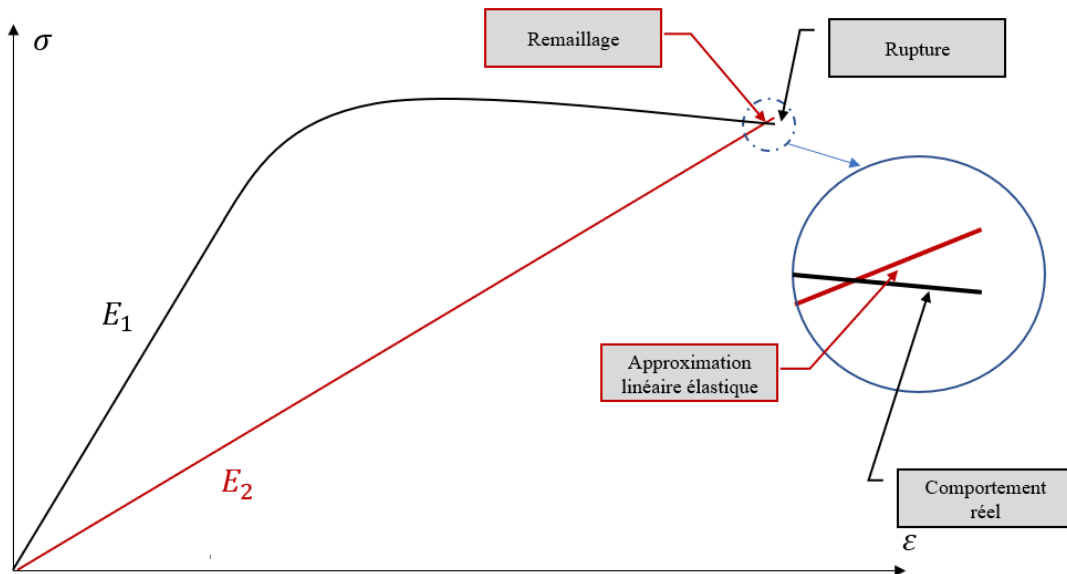 σ
Remaillage
Rupture
E₁
Approximation
linéaire élastique
E₂
Comportement
réel
ε